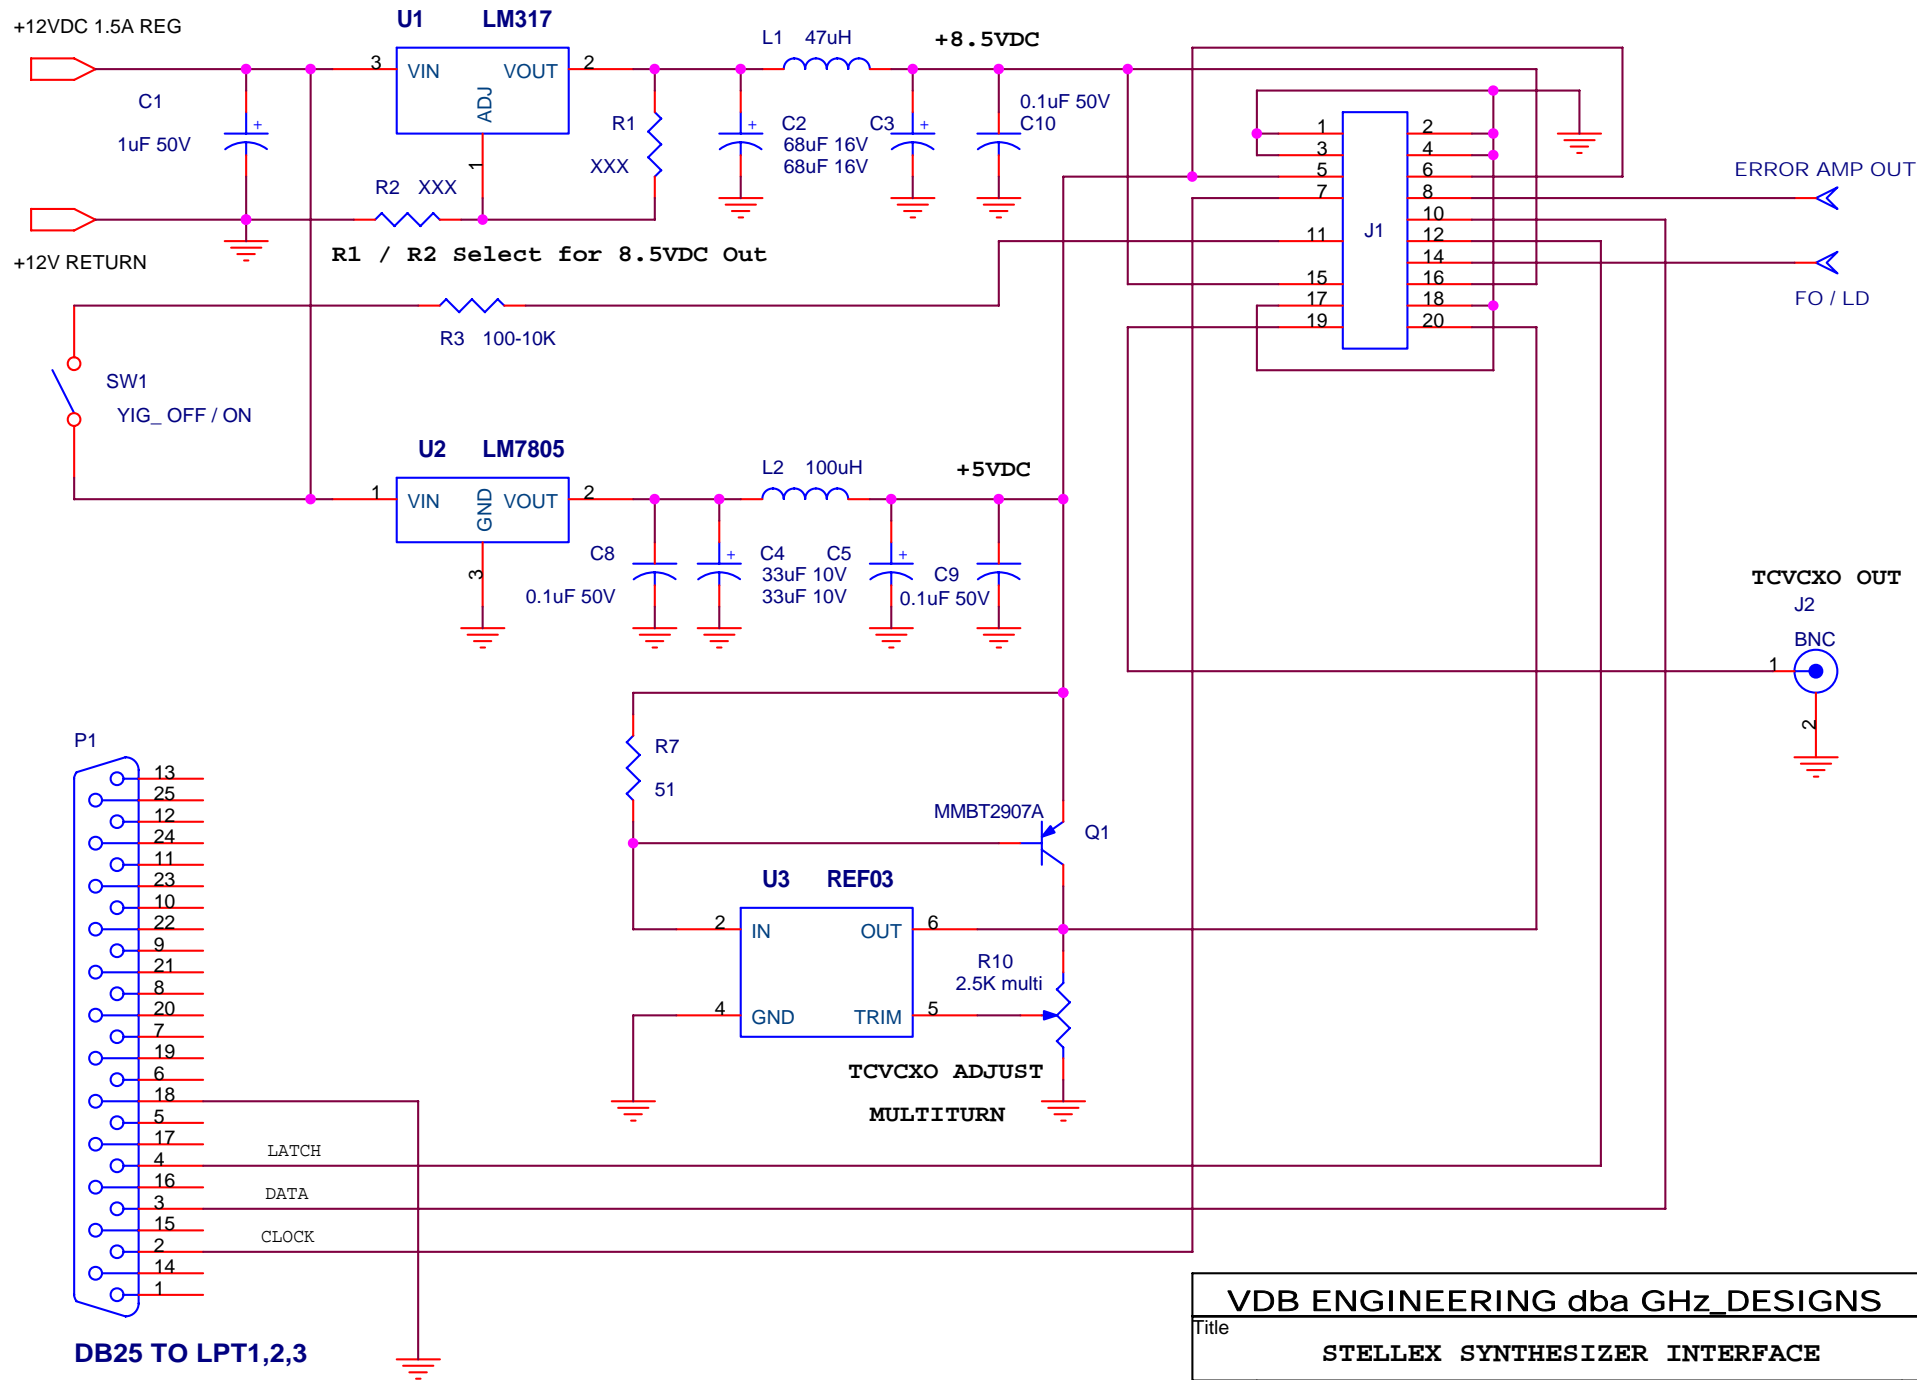 +12VDC 1.5A REG
U1 LM317
L1 47uH
+8.5VDC
3 VIN VOUT 2
ADJ
1
C1
1uF 50V
+
R1
XXX
R2 XXX
+
C2
68uF 16V
68uF 16V
C3
+
0.1uF 50V
C10
+12V RETURN
R1 / R2 Select for 8.5VDC Out
J1
1 2
3 4
5 6
7 8
10
11 12
14
15 16
17 18
19 20
ERROR AMP OUT
FO / LD
R3 100-10K
SW1
YIG_ OFF / ON
U2 LM7805
L2 100uH
+5VDC
1 VIN VOUT 2
GND
3
C8
0.1uF 50V
+
C4
33uF 10V
33uF 10V
C5
+
C9
0.1uF 50V
TCVCXO OUT
J2
BNC
1
2
R7
51
MMBT2907A
Q1
U3 REF03
2 IN OUT 6
4 GND TRIM 5
R10
2.5K multi
TCVCXO ADJUST
MULTITURN
P1
13
25
12
24
11
23
10
22
9
21
8
20
7
19
6
18
5
17
4 LATCH
16
3 DATA
15
2 CLOCK
14
1
DB25 TO LPT1,2,3
VDB ENGINEERING dba GHz_DESIGNS
Title
STELLEX SYNTHESIZER INTERFACE